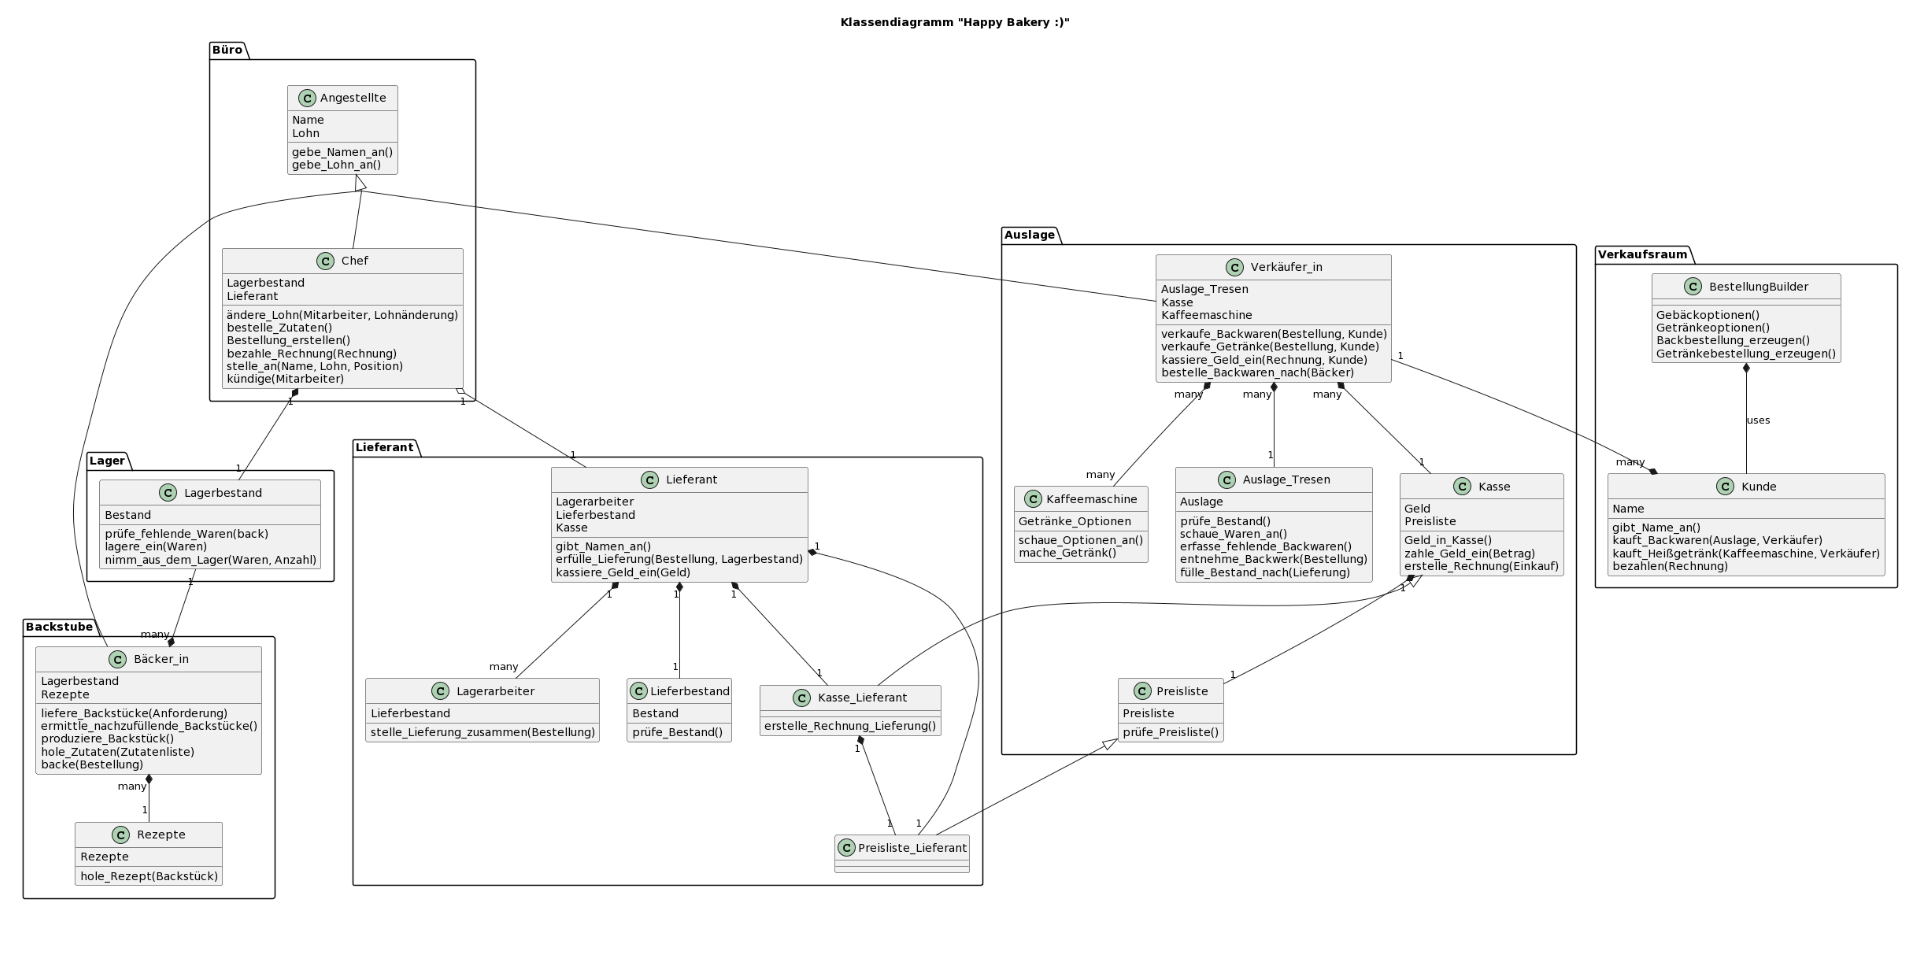 Klassendiagramm "Happy Bakery :)"
Büro
C Angestellte
Name
Lohn
gebe_Namen_an()
gebe_Lohn_an()
C Chef
Lagerbestand
Lieferant
ändere_Lohn(Mitarbeiter, Lohnänderung)
bestelle_Zutaten()
Bestellung_erstellen()
bezahle_Rechnung(Rechnung)
stelle_an(Name, Lohn, Position)
kündige(Mitarbeiter)
1
1
Auslage
C Verkäufer_in
Auslage_Tresen
Kasse
Kaffeemaschine
verkaufe_Backwaren(Bestellung, Kunde)
verkaufe_Getränke(Bestellung, Kunde)
kassiere_Geld_ein(Rechnung, Kunde)
bestelle_Backwaren_nach(Bäcker)
1
many
many
many
many
1
1
C Kaffeemaschine
Getränke_Optionen
schaue_Optionen_an()
mache_Getränk()
C Auslage_Tresen
Auslage
prüfe_Bestand()
schaue_Waren_an()
erfasse_fehlende_Backwaren()
entnehme_Backwerk(Bestellung)
fülle_Bestand_nach(Lieferung)
C Kasse
Geld
Preisliste
Geld_in_Kasse()
zahle_Geld_ein(Betrag)
erstelle_Rechnung(Einkauf)
1
1
C Preisliste
Preisliste
prüfe_Preisliste()
Verkaufsraum
C BestellungBuilder
Gebäckoptionen()
Getränkeoptionen()
Backbestellung_erzeugen()
Getränkebestellung_erzeugen()
uses
many
C Kunde
Name
gibt_Name_an()
kauft_Backwaren(Auslage, Verkäufer)
kauft_Heißgetränk(Kaffeemaschine, Verkäufer)
bezahlen(Rechnung)
Lager
1
C Lagerbestand
Bestand
prüfe_fehlende_Waren(back)
lagere_ein(Waren)
nimm_aus_dem_Lager(Waren, Anzahl)
1
Lieferant
1
C Lieferant
Lagerarbeiter
Lieferbestand
Kasse
gibt_Namen_an()
erfülle_Lieferung(Bestellung, Lagerbestand)
kassiere_Geld_ein(Geld)
1
1
1
1
many
1
1
C Lagerarbeiter
Lieferbestand
stelle_Lieferung_zusammen(Bestellung)
C Lieferbestand
Bestand
prüfe_Bestand()
C Kasse_Lieferant
erstelle_Rechnung_Lieferung()
1
1
1
C Preisliste_Lieferant
Backstube
many
C Bäcker_in
Lagerbestand
Rezepte
liefere_Backstücke(Anforderung)
ermittle_nachzufüllende_Backstücke()
produziere_Backstück()
hole_Zutaten(Zutatenliste)
backe(Bestellung)
many
1
C Rezepte
Rezepte
hole_Rezept(Backstück)